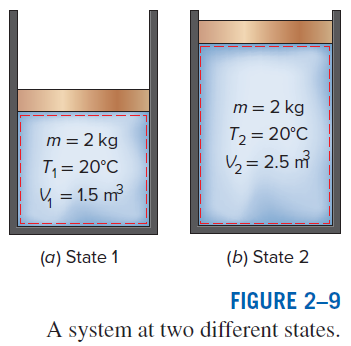 m = 2 kg
T₁ = 20°C
V₁ = 1.5 m³
(a) State 1
m = 2 kg
T₂ = 20°C
V₂ = 2.5 m³
(b) State 2
FIGURE 2–9
A system at two different states.